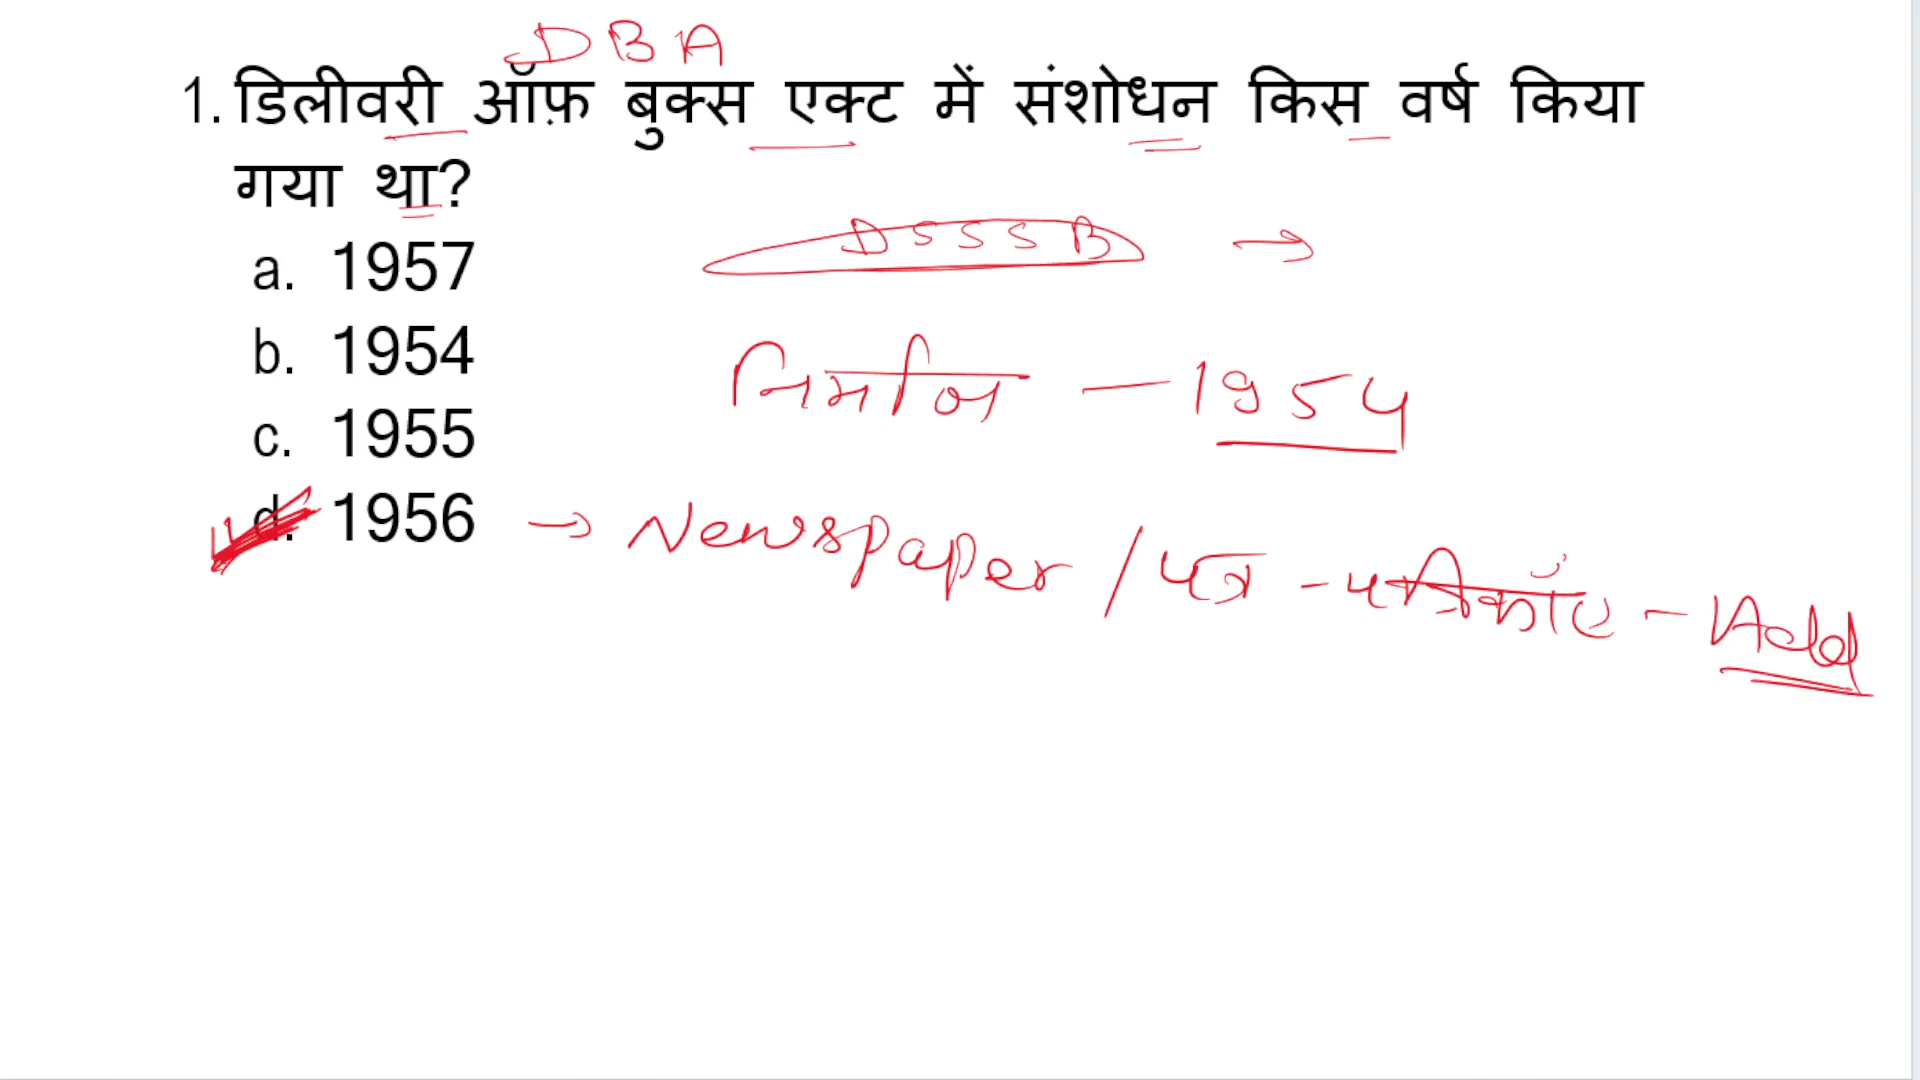 DBA
1. डिलीवरी ऑफ़ बुक्स एक्ट में संशोधन किस वर्ष किया
गया था?
DSSSB →
a. 1957
b. 1954
निर्माण - 1954
c. 1955
d. 1956 → Newspaper / पत्र - पत्रिकाएँ - Add